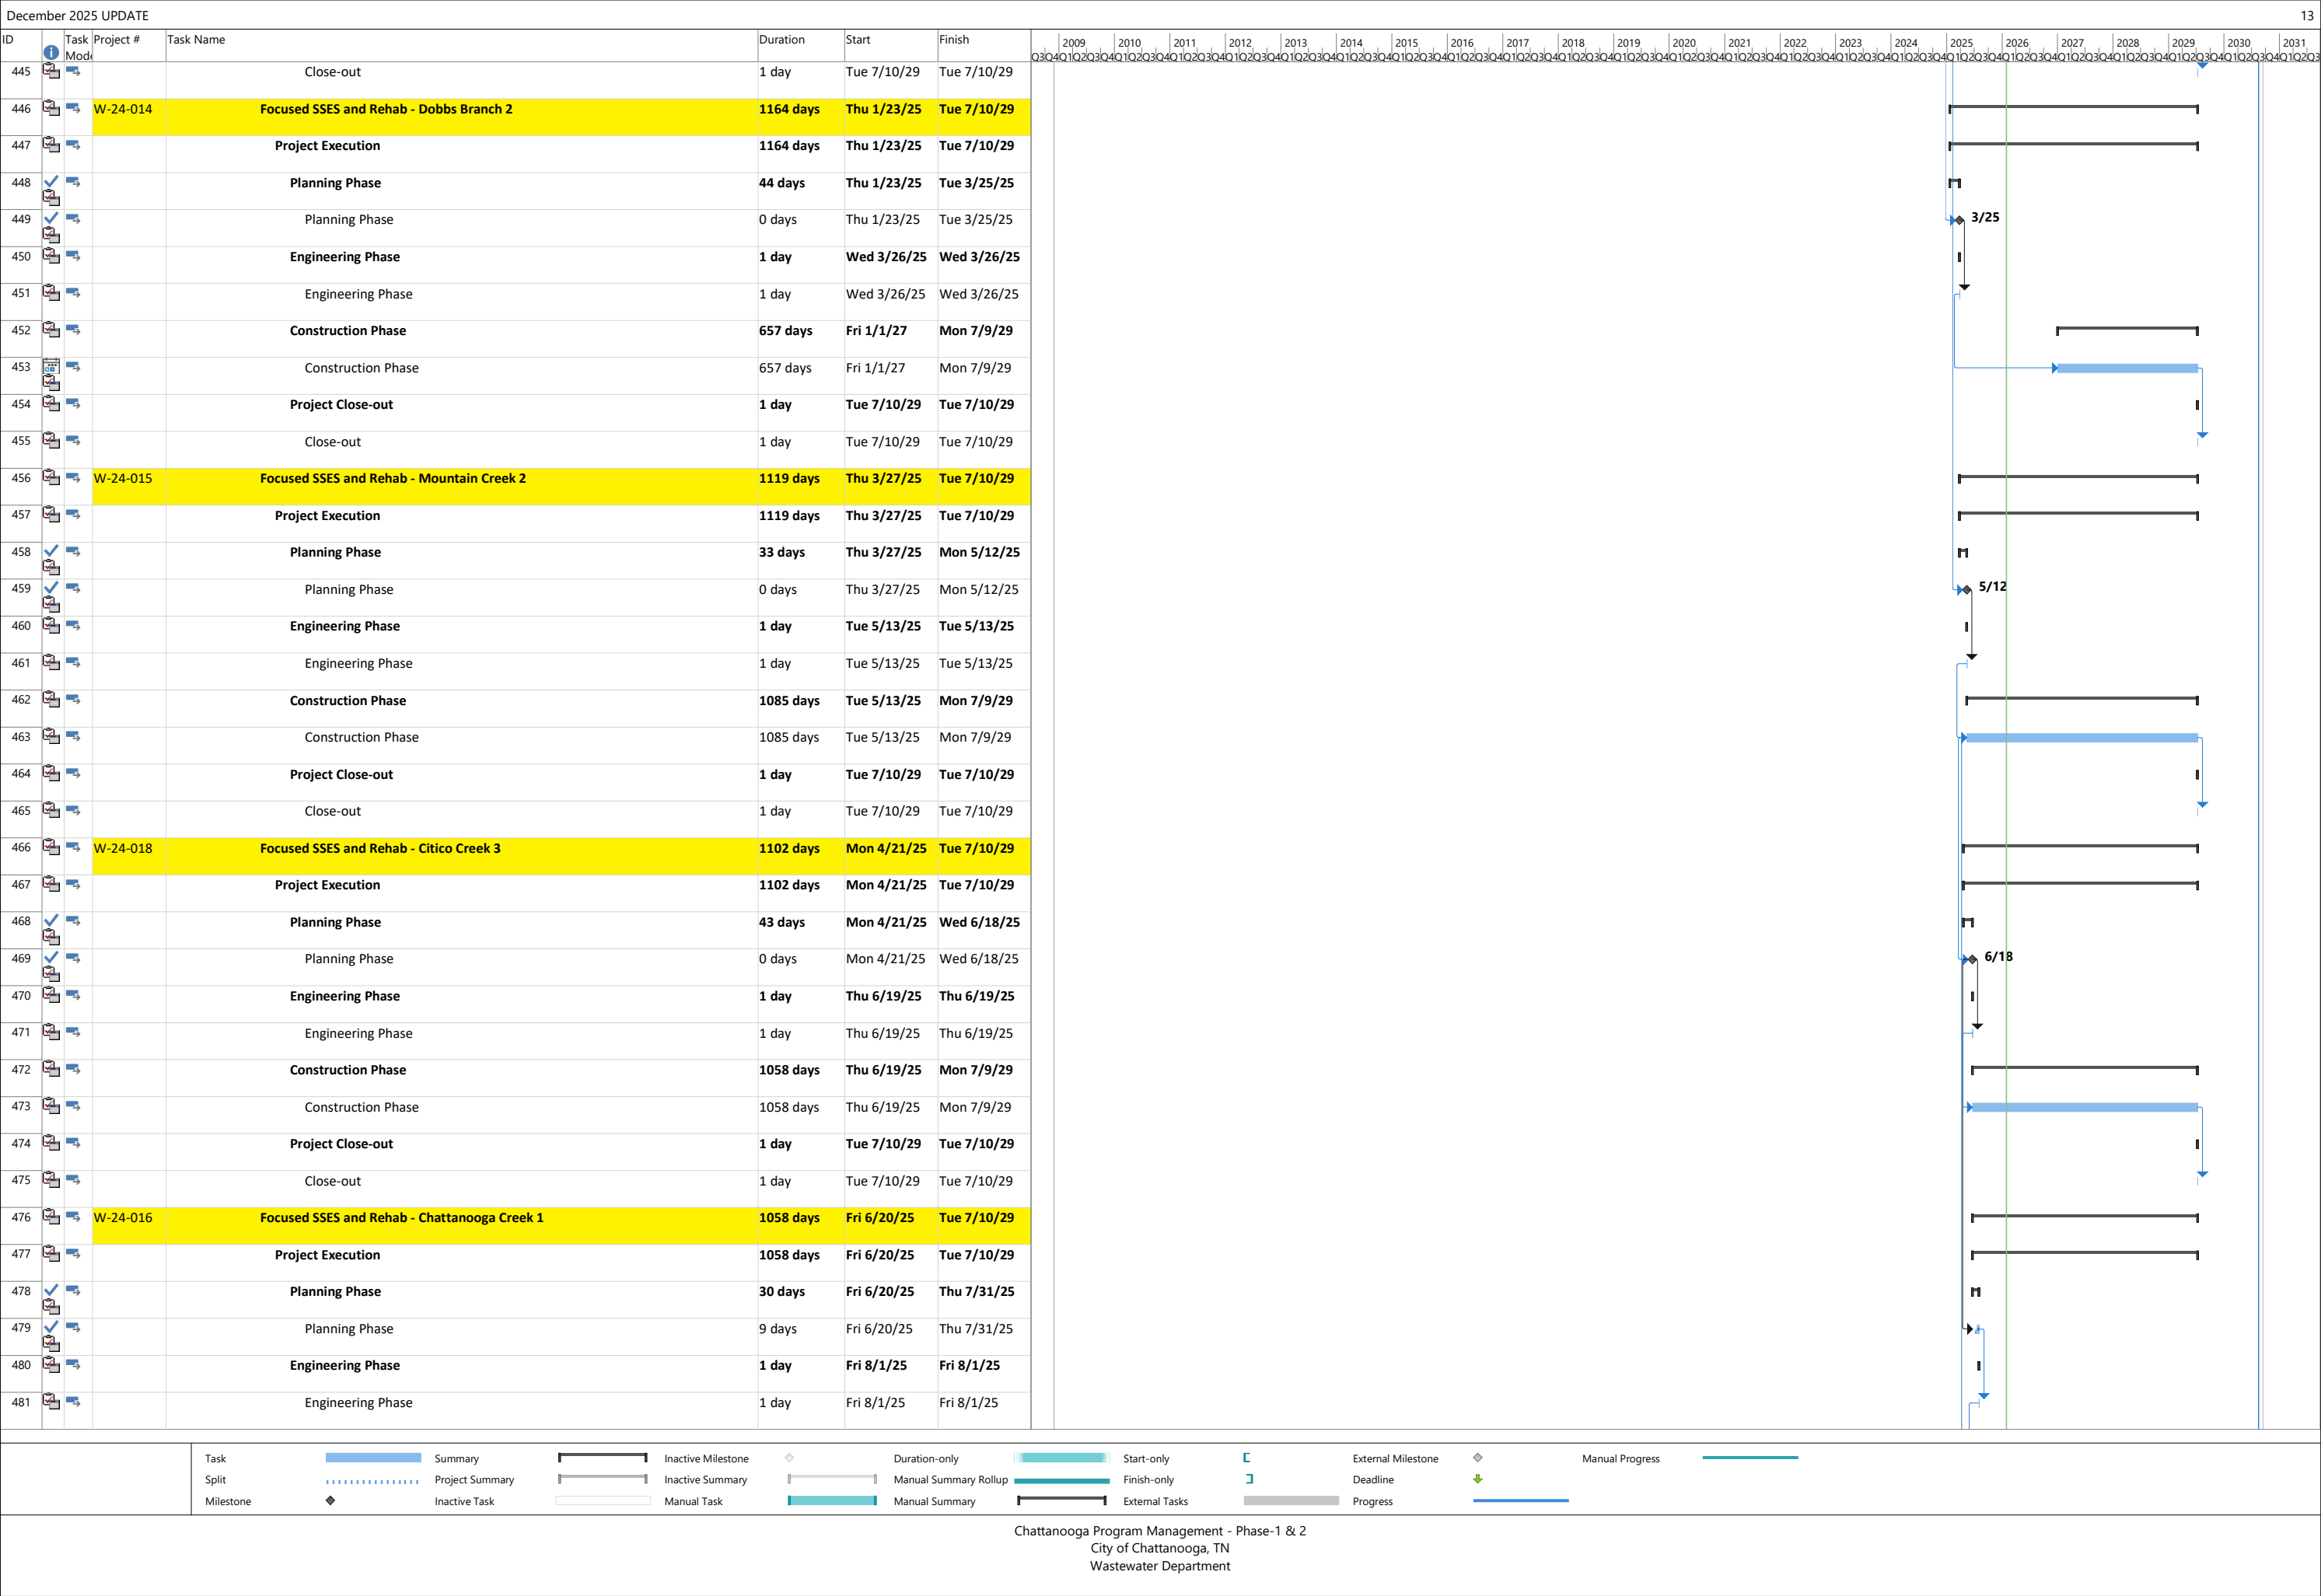 December 2025 UPDATE 13
ID Task Mode Project # Task Name Duration Start Finish 2009 2010 2011 2012 2013 2014 2015 2016 2017 2018 2019 2020 2021 2022 2023 2024 2025 2026 2027 2028 2029 2030 2031
Q3Q4Q1Q2Q3Q4Q1Q2Q3Q4Q1Q2Q3Q4Q1Q2Q3Q4Q1Q2Q3Q4Q1Q2Q3Q4Q1Q2Q3Q4Q1Q2Q3Q4Q1Q2Q3Q4Q1Q2Q3Q4Q1Q2Q3Q4Q1Q2Q3Q4Q1Q2Q3Q4Q1Q2Q3Q4Q1Q2Q3Q4Q1Q2Q3Q4Q1Q2Q3Q4Q1Q2Q3Q4Q1Q2Q3Q4Q1Q2Q3Q4Q1Q2Q3Q4Q1Q2Q3Q4Q1Q2Q3
445 Close-out 1 day Tue 7/10/29 Tue 7/10/29
446 W-24-014 Focused SSES and Rehab - Dobbs Branch 2 1164 days Thu 1/23/25 Tue 7/10/29
447 Project Execution 1164 days Thu 1/23/25 Tue 7/10/29
448 Planning Phase 44 days Thu 1/23/25 Tue 3/25/25
449 Planning Phase 0 days Thu 1/23/25 Tue 3/25/25 3/25
450 Engineering Phase 1 day Wed 3/26/25 Wed 3/26/25
451 Engineering Phase 1 day Wed 3/26/25 Wed 3/26/25
452 Construction Phase 657 days Fri 1/1/27 Mon 7/9/29
453 Construction Phase 657 days Fri 1/1/27 Mon 7/9/29
454 Project Close-out 1 day Tue 7/10/29 Tue 7/10/29
455 Close-out 1 day Tue 7/10/29 Tue 7/10/29
456 W-24-015 Focused SSES and Rehab - Mountain Creek 2 1119 days Thu 3/27/25 Tue 7/10/29
457 Project Execution 1119 days Thu 3/27/25 Tue 7/10/29
458 Planning Phase 33 days Thu 3/27/25 Mon 5/12/25
459 Planning Phase 0 days Thu 3/27/25 Mon 5/12/25 5/12
460 Engineering Phase 1 day Tue 5/13/25 Tue 5/13/25
461 Engineering Phase 1 day Tue 5/13/25 Tue 5/13/25
462 Construction Phase 1085 days Tue 5/13/25 Mon 7/9/29
463 Construction Phase 1085 days Tue 5/13/25 Mon 7/9/29
464 Project Close-out 1 day Tue 7/10/29 Tue 7/10/29
465 Close-out 1 day Tue 7/10/29 Tue 7/10/29
466 W-24-018 Focused SSES and Rehab - Citico Creek 3 1102 days Mon 4/21/25 Tue 7/10/29
467 Project Execution 1102 days Mon 4/21/25 Tue 7/10/29
468 Planning Phase 43 days Mon 4/21/25 Wed 6/18/25
469 Planning Phase 0 days Mon 4/21/25 Wed 6/18/25 6/18
470 Engineering Phase 1 day Thu 6/19/25 Thu 6/19/25
471 Engineering Phase 1 day Thu 6/19/25 Thu 6/19/25
472 Construction Phase 1058 days Thu 6/19/25 Mon 7/9/29
473 Construction Phase 1058 days Thu 6/19/25 Mon 7/9/29
474 Project Close-out 1 day Tue 7/10/29 Tue 7/10/29
475 Close-out 1 day Tue 7/10/29 Tue 7/10/29
476 W-24-016 Focused SSES and Rehab - Chattanooga Creek 1 1058 days Fri 6/20/25 Tue 7/10/29
477 Project Execution 1058 days Fri 6/20/25 Tue 7/10/29
478 Planning Phase 30 days Fri 6/20/25 Thu 7/31/25
479 Planning Phase 9 days Fri 6/20/25 Thu 7/31/25
480 Engineering Phase 1 day Fri 8/1/25 Fri 8/1/25
481 Engineering Phase 1 day Fri 8/1/25 Fri 8/1/25
Task Summary Inactive Milestone Duration-only Start-only External Milestone Manual Progress
Split Project Summary Inactive Summary Manual Summary Rollup Finish-only Deadline
Milestone Inactive Task Manual Task Manual Summary External Tasks Progress
Chattanooga Program Management - Phase-1 & 2
City of Chattanooga, TN
Wastewater Department